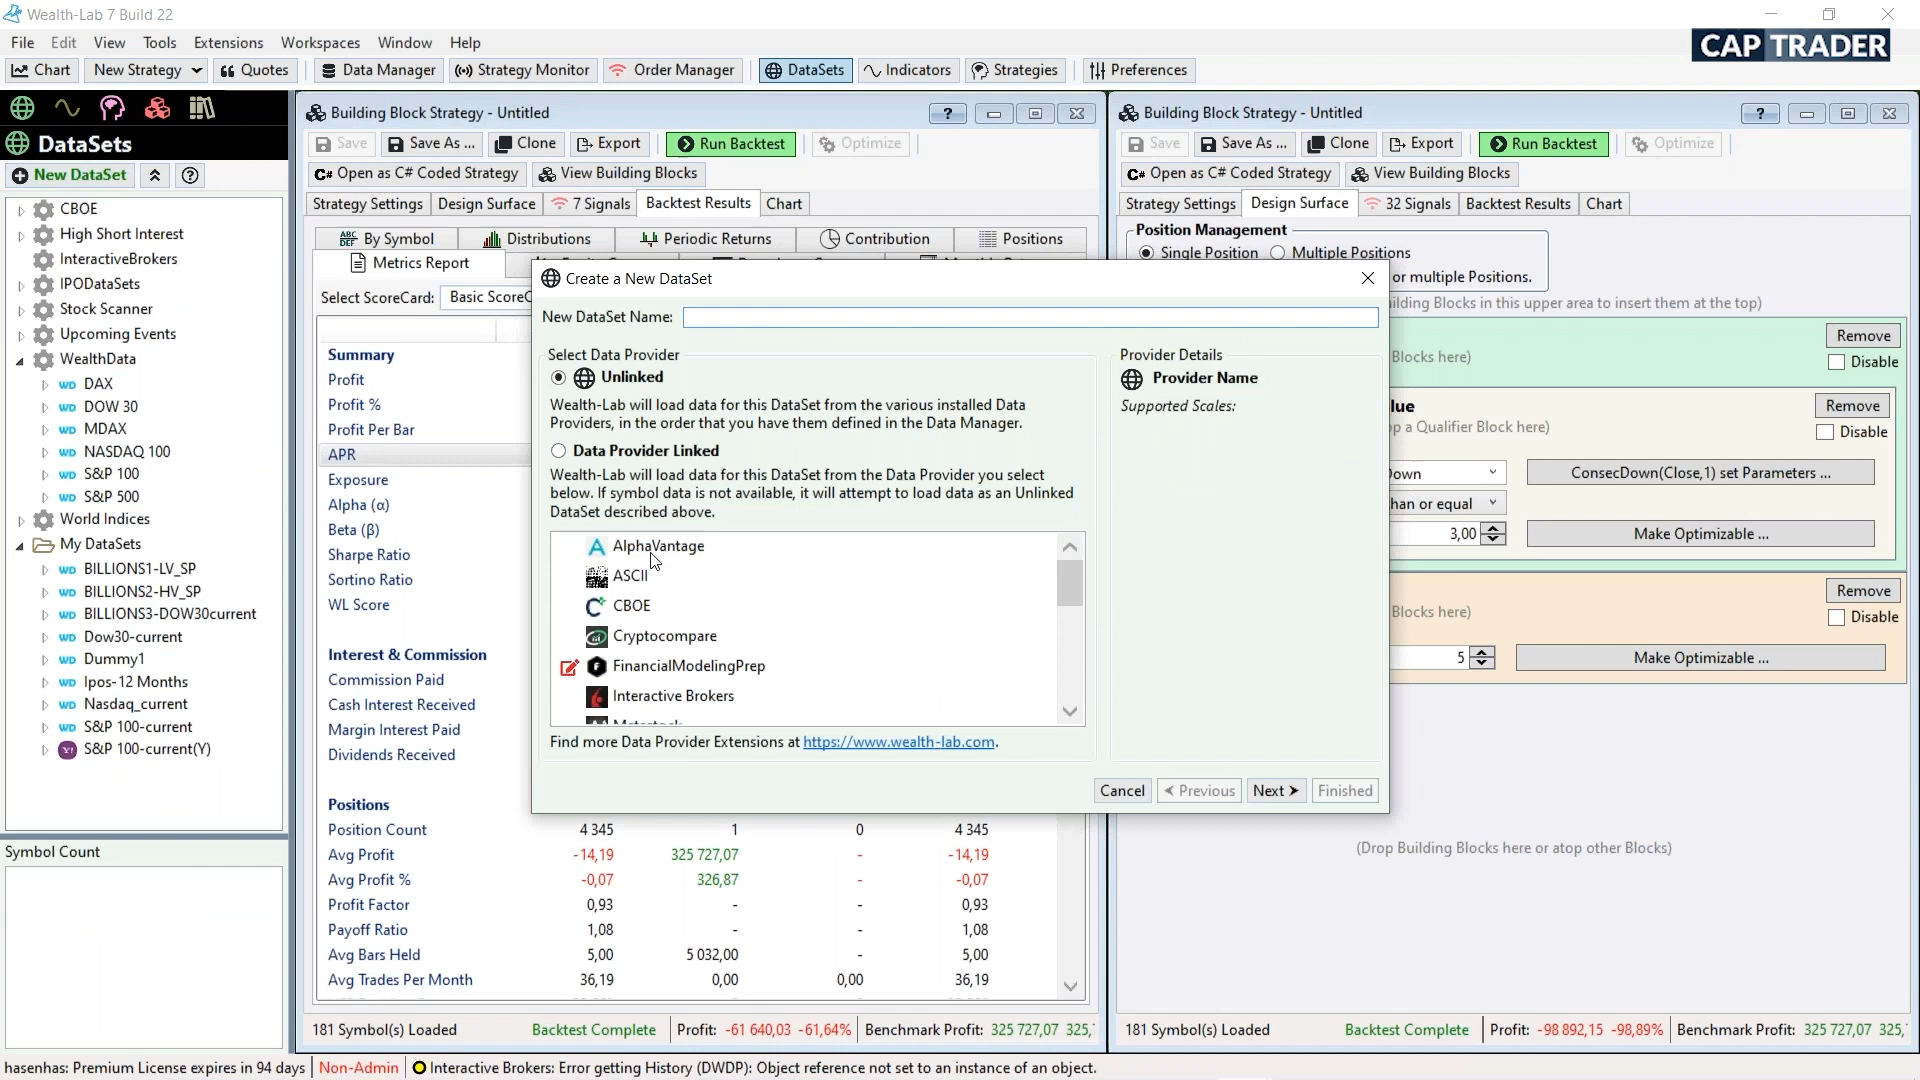 Wealth-Lab 7 Build 22
File Edit View Tools Extensions Workspaces Window Help
CAP TRADER
Chart New Strategy Quotes Data Manager Strategy Monitor Order Manager DataSets Indicators Strategies Preferences
DataSets
New DataSet
CBOE
High Short Interest
InteractiveBrokers
IPODataSets
Stock Scanner
Upcoming Events
WealthData
WD DAX
WD DOW 30
WD MDAX
WD NASDAQ 100
WD S&P 100
WD S&P 500
World Indices
My DataSets
WD BILLIONS1-LV_SP
WD BILLIONS2-HV_SP
WD BILLIONS3-DOW30current
WD Dow30-current
WD Dummy1
WD Ipos-12 Months
WD Nasdaq_current
WD S&P 100-current
Y! S&P 100-current(Y)
Symbol Count
Building Block Strategy - Untitled
Save Save As ... Clone Export Run Backtest Optimize
C# Open as C# Coded Strategy View Building Blocks
Strategy Settings Design Surface 7 Signals Backtest Results Chart
By Symbol Distributions Periodic Returns Contribution Positions
Metrics Report
Select ScoreCard: Basic ScoreC
Summary
Profit
Profit %
Profit Per Bar
APR
Exposure
Alpha (α)
Beta (β)
Sharpe Ratio
Sortino Ratio
WL Score
Interest & Commission
Commission Paid
Cash Interest Received
Margin Interest Paid
Dividends Received
Positions
Position Count 4 345 1 0 4 345
Avg Profit -14,19 325 727,07 - -14,19
Avg Profit % -0,07 326,87 - -0,07
Profit Factor 0,93 - - 0,93
Payoff Ratio 1,08 - - 1,08
Avg Bars Held 5,00 5 032,00 - 5,00
Avg Trades Per Month 36,19 0,00 0,00 36,19
181 Symbol(s) Loaded Backtest Complete Profit: -61 640,03 -61,64% Benchmark Profit: 325 727,07 325,
Create a New DataSet
New DataSet Name:
Select Data Provider
Unlinked
Wealth-Lab will load data for this DataSet from the various installed Data
Providers, in the order that you have them defined in the Data Manager.
Data Provider Linked
Wealth-Lab will load data for this DataSet from the Data Provider you select
below. If symbol data is not available, it will attempt to load data as an Unlinked
DataSet described above.
AlphaVantage
ASCII
CBOE
Cryptocompare
FinancialModelingPrep
Interactive Brokers
Find more Data Provider Extensions at https://www.wealth-lab.com.
Provider Details
Provider Name
Supported Scales:
Cancel Previous Next Finished
Building Block Strategy - Untitled
Save Save As ... Clone Export Run Backtest Optimize
C# Open as C# Coded Strategy View Building Blocks
Strategy Settings Design Surface 32 Signals Backtest Results Chart
Position Management
Single Position Multiple Positions
or multiple Positions.
ilding Blocks in this upper area to insert them at the top)
Remove
Blocks here)
Disable
lue
Remove
p a Qualifier Block here)
Disable
own ConsecDown(Close,1) set Parameters ...
han or equal
3,00 Make Optimizable ...
Remove
Blocks here)
Disable
5 Make Optimizable ...
(Drop Building Blocks here or atop other Blocks)
181 Symbol(s) Loaded Backtest Complete Profit: -98 892,15 -98,89% Benchmark Profit: 325 727,07 325,
hasenhas: Premium License expires in 94 days Non-Admin Interactive Brokers: Error getting History (DWDP): Object reference not set to an instance of an object.